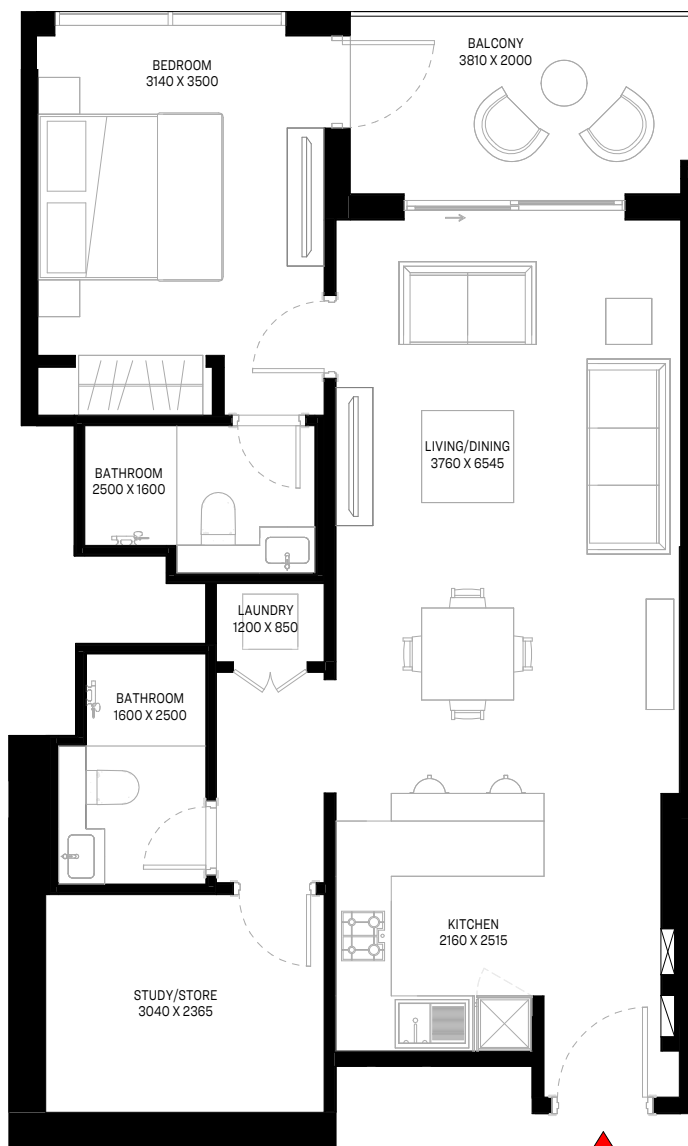 BEDROOM
3140 X 3500
BALCONY
3810 X 2000
LIVING/DINING
3760 X 6545
BATHROOM
2500 X 1600
LAUNDRY
1200 X 850
BATHROOM
1600 X 2500
KITCHEN
2160 X 2515
STUDY/STORE
3040 X 2365